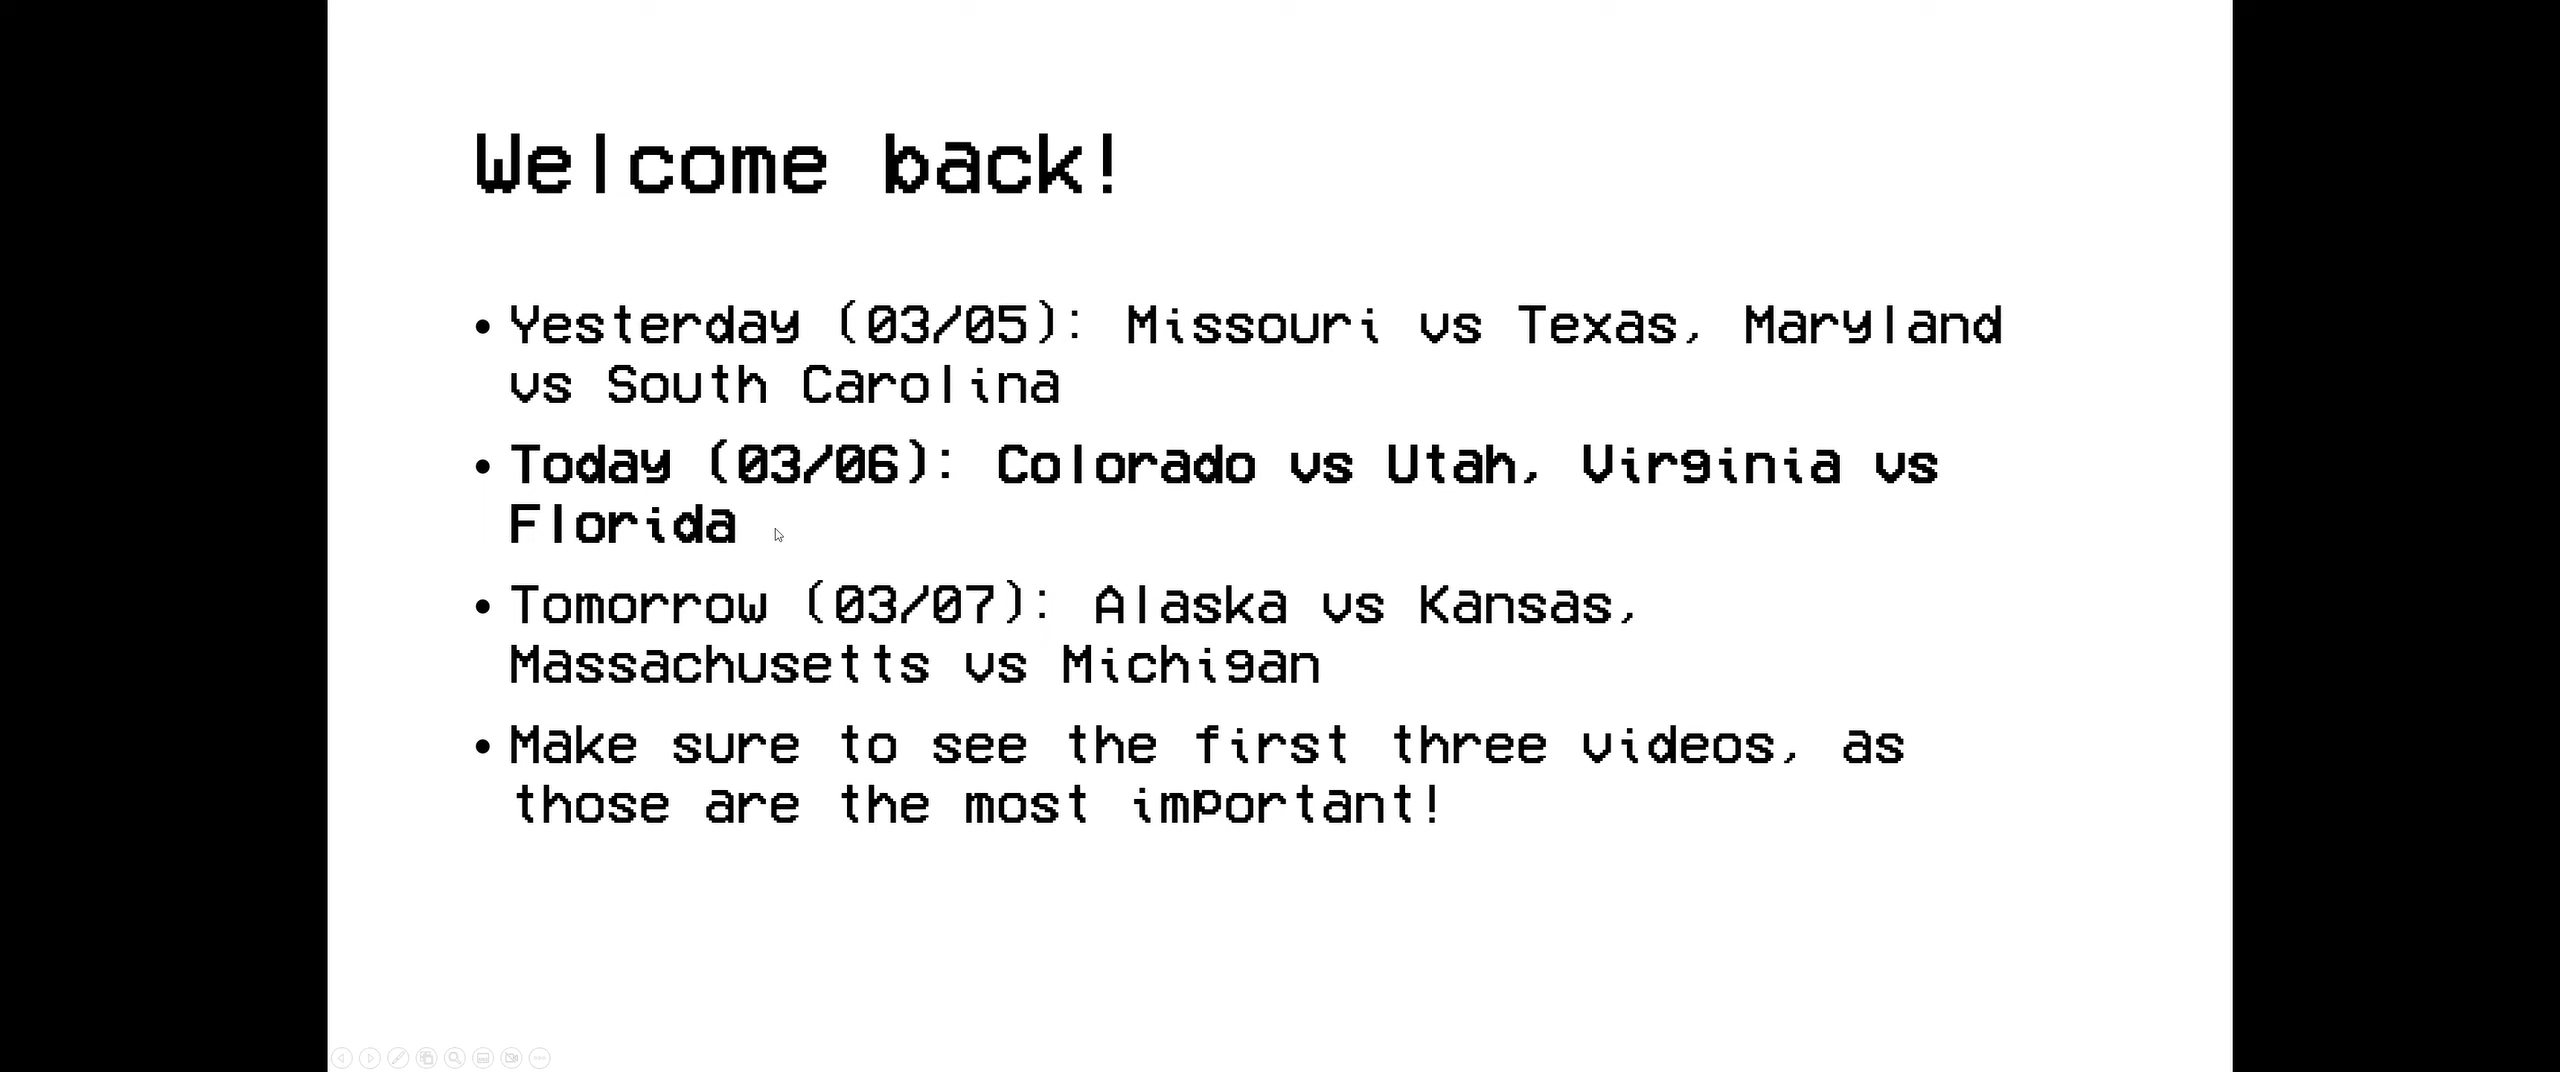 Welcome back!
• Yesterday (03/05): Missouri vs Texas, Maryland
vs South Carolina
• Today (03/06): Colorado vs Utah, Virginia vs
Florida
• Tomorrow (03/07): Alaska vs Kansas,
Massachusetts vs Michigan
• Make sure to see the first three videos, as
those are the most important!